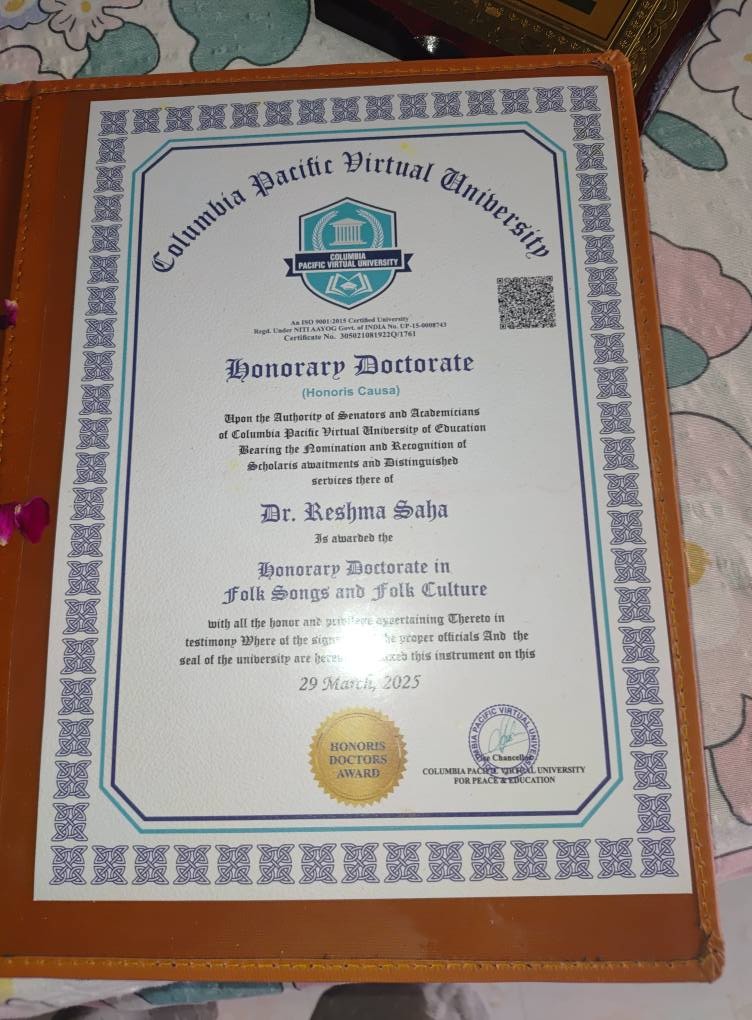 Columbia Pacific Virtual University
COLUMBIA
PACIFIC VIRTUAL UNIVERSITY
An ISO 9001:2015 Certified University
Regd. Under NITI AAYOG Govt. of INDIA No. UP-15-0008743
Certificate No. 305021081922Q/1761
Honorary Doctorate
(Honoris Causa)
Upon the Authority of Senators and Academicians
of Columbia Pacific Virtual University of Education
Bearing the Nomination and Recognition of
Scholaris awaitments and Distinguished
services there of
Dr. Reshma Saha
Is awarded the
Honorary Doctorate in
Folk Songs and Folk Culture
with all the honor and appertaining Thereto in
testimony Where of the proper officials And the
seal of the university are this instrument on this
29 March, 2025
HONORIS
DOCTORS
AWARD
Vice Chancellor
COLUMBIA PACIFIC VIRTUAL UNIVERSITY
FOR PEACE & EDUCATION